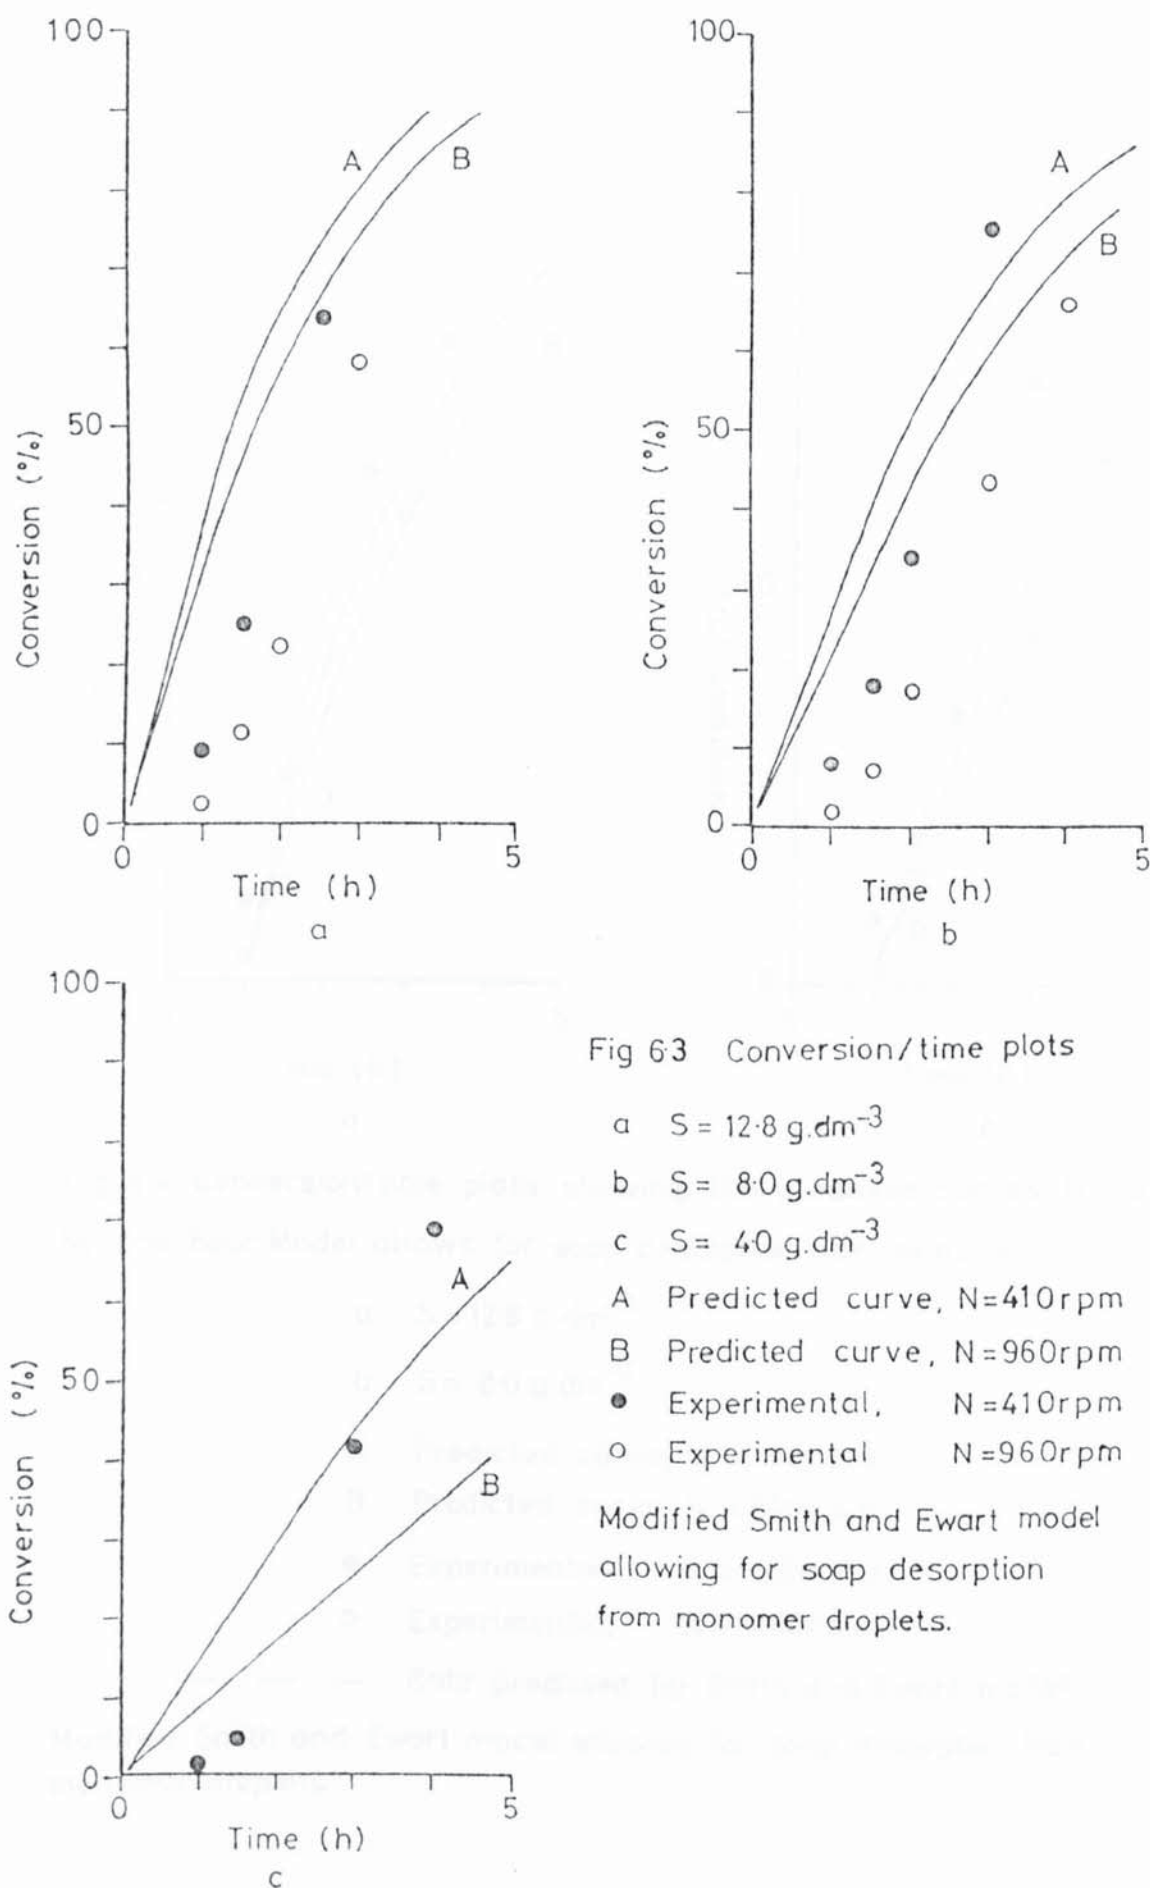 100
50
0
Conversion (%)
A
B
0
5
Time (h)
a
100
50
0
Conversion (%)
A
B
0
5
Time (h)
b
100
50
0
Conversion (%)
A
B
0
5
Time (h)
c
Fig 6·3 Conversion/time plots
a S = 12·8 g.dm⁻³
b S = 8·0 g.dm⁻³
c S = 4·0 g.dm⁻³
A Predicted curve, N=410rpm
B Predicted curve, N=960rpm
● Experimental, N=410rpm
○ Experimental N=960rpm
Modified Smith and Ewart model
allowing for soap desorption
from monomer droplets.